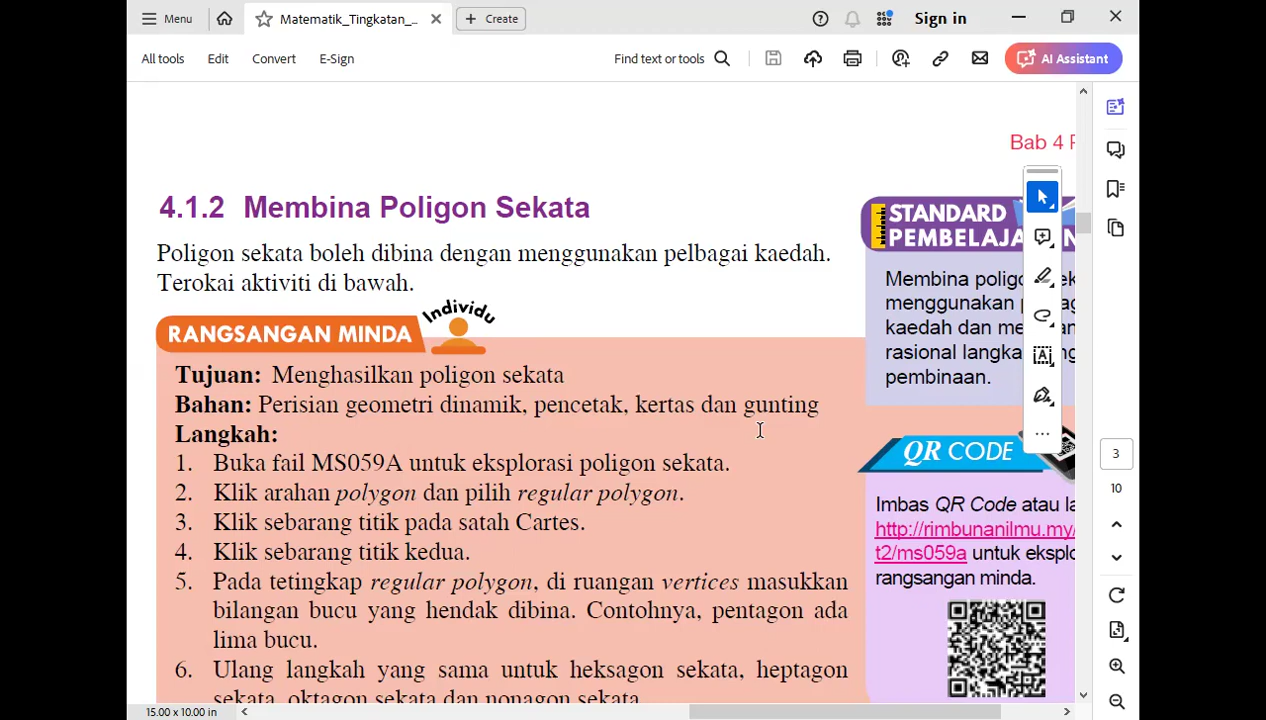 Menu
Matematik_Tingkatan_...
Create
Sign in
All tools
Edit
Convert
E-Sign
Find text or tools
AI Assistant
Bab 4
4.1.2 Membina Poligon Sekata
Poligon sekata boleh dibina dengan menggunakan pelbagai kaedah.
Terokai aktiviti di bawah.
Individu
RANGSANGAN MINDA
Tujuan: Menghasilkan poligon sekata
Bahan: Perisian geometri dinamik, pencetak, kertas dan gunting
Langkah:
1. Buka fail MS059A untuk eksplorasi poligon sekata.
2. Klik arahan polygon dan pilih regular polygon.
3. Klik sebarang titik pada satah Cartes.
4. Klik sebarang titik kedua.
5. Pada tetingkap regular polygon, di ruangan vertices masukkan
bilangan bucu yang hendak dibina. Contohnya, pentagon ada
lima bucu.
6. Ulang langkah yang sama untuk heksagon sekata, heptagon
sekata, oktagon sekata dan nonagon sekata.
STANDARD
Membina
menggunakan
kaedah dan
rasional
pembinaan.
QR CODE
Imbas QR Code atau
http://rimbunanilmu.my/
t2/ms059a untuk
rangsangan minda.
3
10
15.00 x 10.00 in